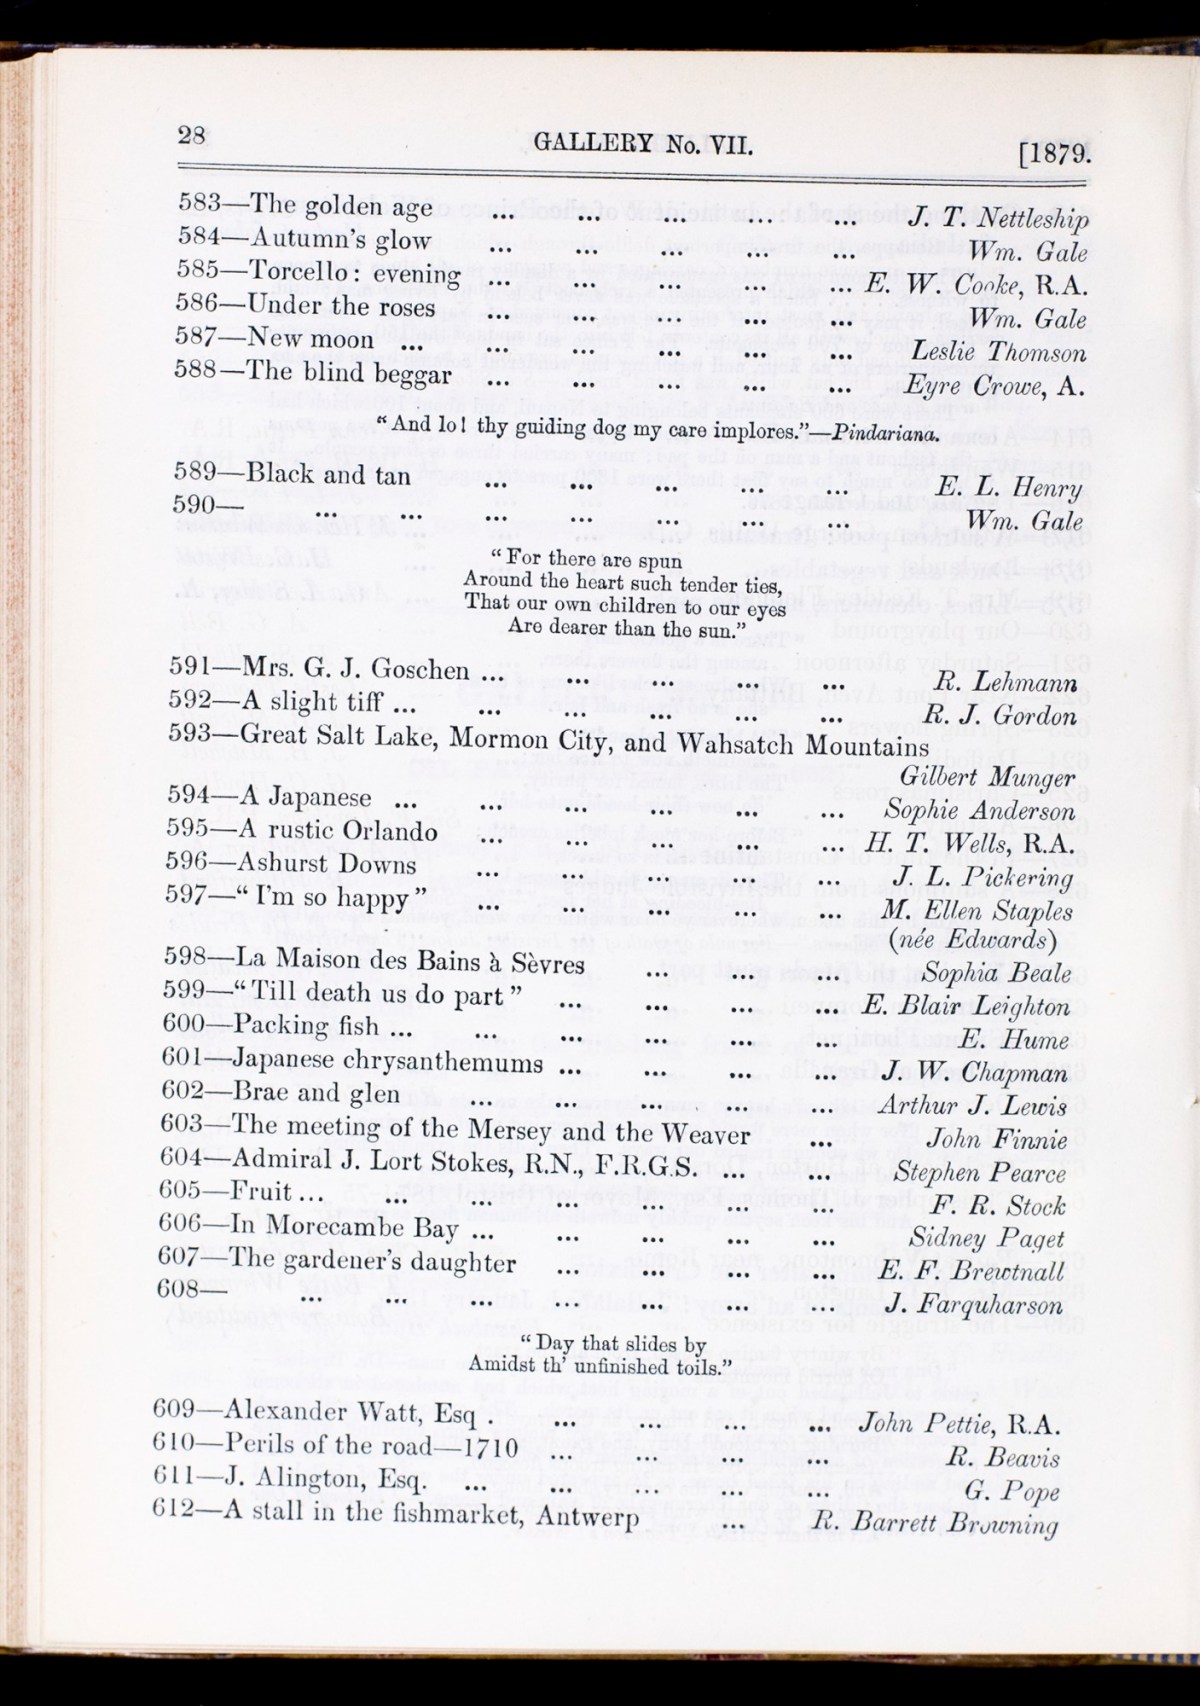 28 GALLERY No. VII. [1879.
583—The golden age ... ... ... ... ... J. T. Nettleship
584—Autumn's glow ... ... ... ... ... Wm. Gale
585—Torcello: evening ... ... ... ... ... E. W. Cooke, R.A.
586—Under the roses ... ... ... ... ... Wm. Gale
587—New moon ... ... ... ... ... ... Leslie Thomson
588—The blind beggar ... ... ... ... ... Eyre Crowe, A.
"And lo! thy guiding dog my care implores."—Pindariana.
589—Black and tan ... ... ... ... ... E. L. Henry
590— ... ... ... ... ... ... ... Wm. Gale
"For there are spun
Around the heart such tender ties,
That our own children to our eyes
Are dearer than the sun."
591—Mrs. G. J. Goschen ... ... ... ... ... R. Lehmann
592—A slight tiff ... ... ... ... ... ... R. J. Gordon
593—Great Salt Lake, Mormon City, and Wahsatch Mountains
Gilbert Munger
594—A Japanese ... ... ... ... ... ... Sophie Anderson
595—A rustic Orlando ... ... ... ... ... H. T. Wells, R.A.
596—Ashurst Downs ... ... ... ... ... J. L. Pickering
597—"I'm so happy" ... ... ... ... ... M. Ellen Staples
(née Edwards)
598—La Maison des Bains à Sèvres ... ... ... Sophia Beale
599—"Till death us do part" ... ... ... ... E. Blair Leighton
600—Packing fish ... ... ... ... ... ... E. Hume
601—Japanese chrysanthemums ... ... ... ... J. W. Chapman
602—Brae and glen ... ... ... ... ... Arthur J. Lewis
603—The meeting of the Mersey and the Weaver ... John Finnie
604—Admiral J. Lort Stokes, R.N., F.R.G.S. ... ... Stephen Pearce
605—Fruit ... ... ... ... ... ... ... F. R. Stock
606—In Morecambe Bay ... ... ... ... ... Sidney Paget
607—The gardener's daughter ... ... ... ... E. F. Brewtnall
608— ... ... ... ... ... ... ... J. Farquharson
"Day that slides by
Amidst th' unfinished toils."
609—Alexander Watt, Esq . ... ... ... ... John Pettie, R.A.
610—Perils of the road—1710 ... ... ... ... R. Beavis
611—J. Alington, Esq. ... ... ... ... ... G. Pope
612—A stall in the fishmarket, Antwerp ... R. Barrett Browning